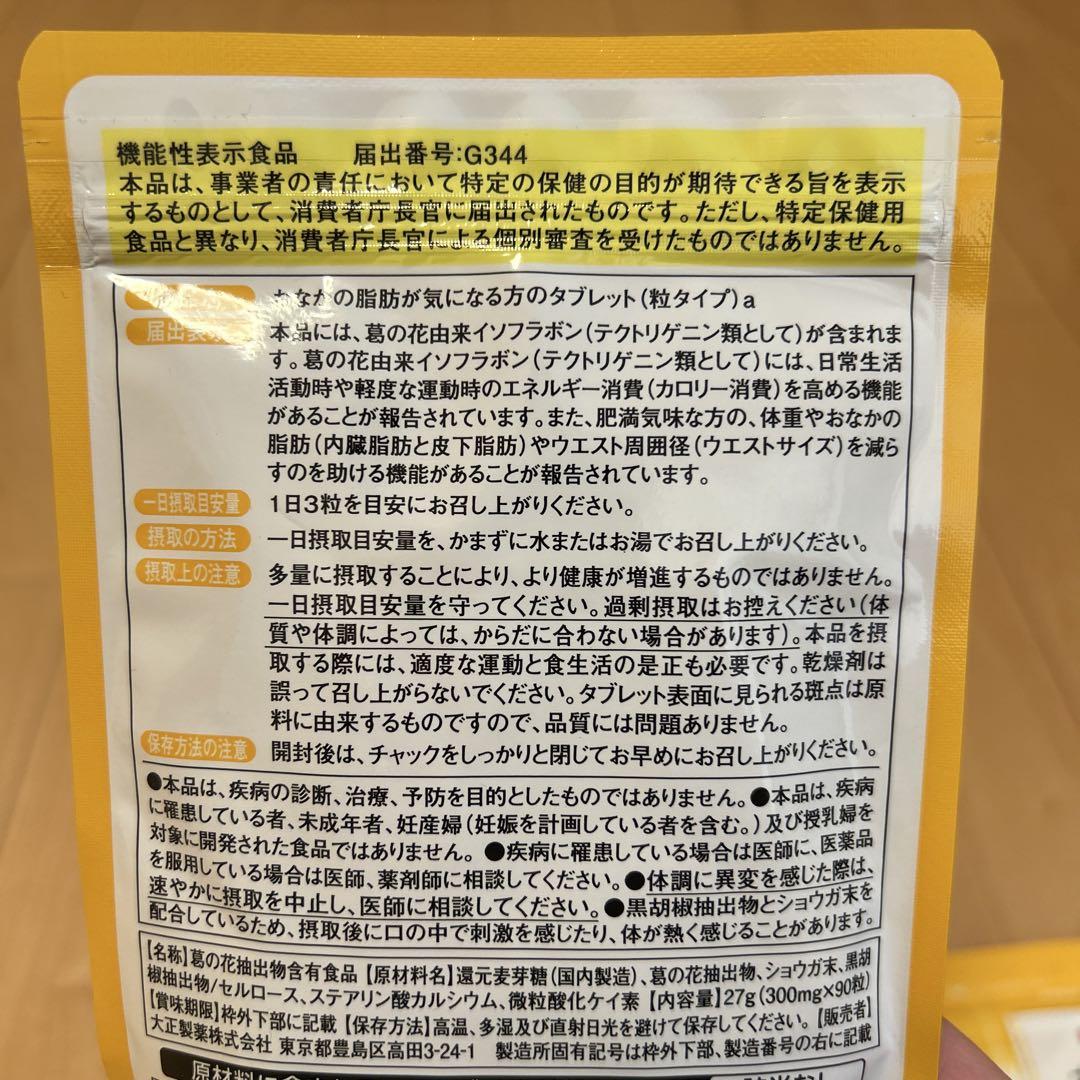 機能性表示食品　届出番号:G344
本品は、事業者の責任において特定の保健の目的が期待できる旨を表示
するものとして、消費者庁長官に届出されたものです。ただし、特定保健用
食品と異なり、消費者庁長官による個別審査を受けたものではありません。
おなかの脂肪が気になる方のタブレット(粒タイプ)a
届出表示 本品には、葛の花由来イソフラボン(テクトリゲニン類として)が含まれま
す。葛の花由来イソフラボン(テクトリゲニン類として)には、日常生活
活動時や軽度な運動時のエネルギー消費(カロリー消費)を高める機能
があることが報告されています。また、肥満気味な方の、体重やおなかの
脂肪(内臓脂肪と皮下脂肪)やウエスト周囲径(ウエストサイズ)を減ら
すのを助ける機能があることが報告されています。
一日摂取目安量 1日3粒を目安にお召し上がりください。
摂取の方法 一日摂取目安量を、かまずに水またはお湯でお召し上がりください。
摂取上の注意 多量に摂取することにより、より健康が増進するものではありません。
一日摂取目安量を守ってください。過剰摂取はお控えください(体
質や体調によっては、からだに合わない場合があります)。本品を摂
取する際には、適度な運動と食生活の是正も必要です。乾燥剤は
誤って召し上がらないでください。タブレット表面に見られる斑点は原
料に由来するものですので、品質には問題ありません。
保存方法の注意 開封後は、チャックをしっかりと閉じてお早めにお召し上がりください。
●本品は、疾病の診断、治療、予防を目的としたものではありません。●本品は、疾病
に罹患している者、未成年者、妊産婦(妊娠を計画している者を含む。)及び授乳婦を
対象に開発された食品ではありません。●疾病に罹患している場合は医師に、医薬品
を服用している場合は医師、薬剤師に相談してください。●体調に異変を感じた際は、
速やかに摂取を中止し、医師に相談してください。●黒胡椒抽出物とショウガ末を
配合しているため、摂取後に口の中で刺激を感じたり、体が熱く感じることがあります。
【名称】葛の花抽出物含有食品【原材料名】還元麦芽糖(国内製造)、葛の花抽出物、ショウガ末、黒胡
椒抽出物/セルロース、ステアリン酸カルシウム、微粒酸化ケイ素【内容量】27g(300mg×90粒)
【賞味期限】枠外下部に記載【保存方法】高温、多湿及び直射日光を避けて保存してください。【販売者】
大正製薬株式会社 東京都豊島区高田3-24-1 製造所固有記号は枠外下部、製造番号の右に記載